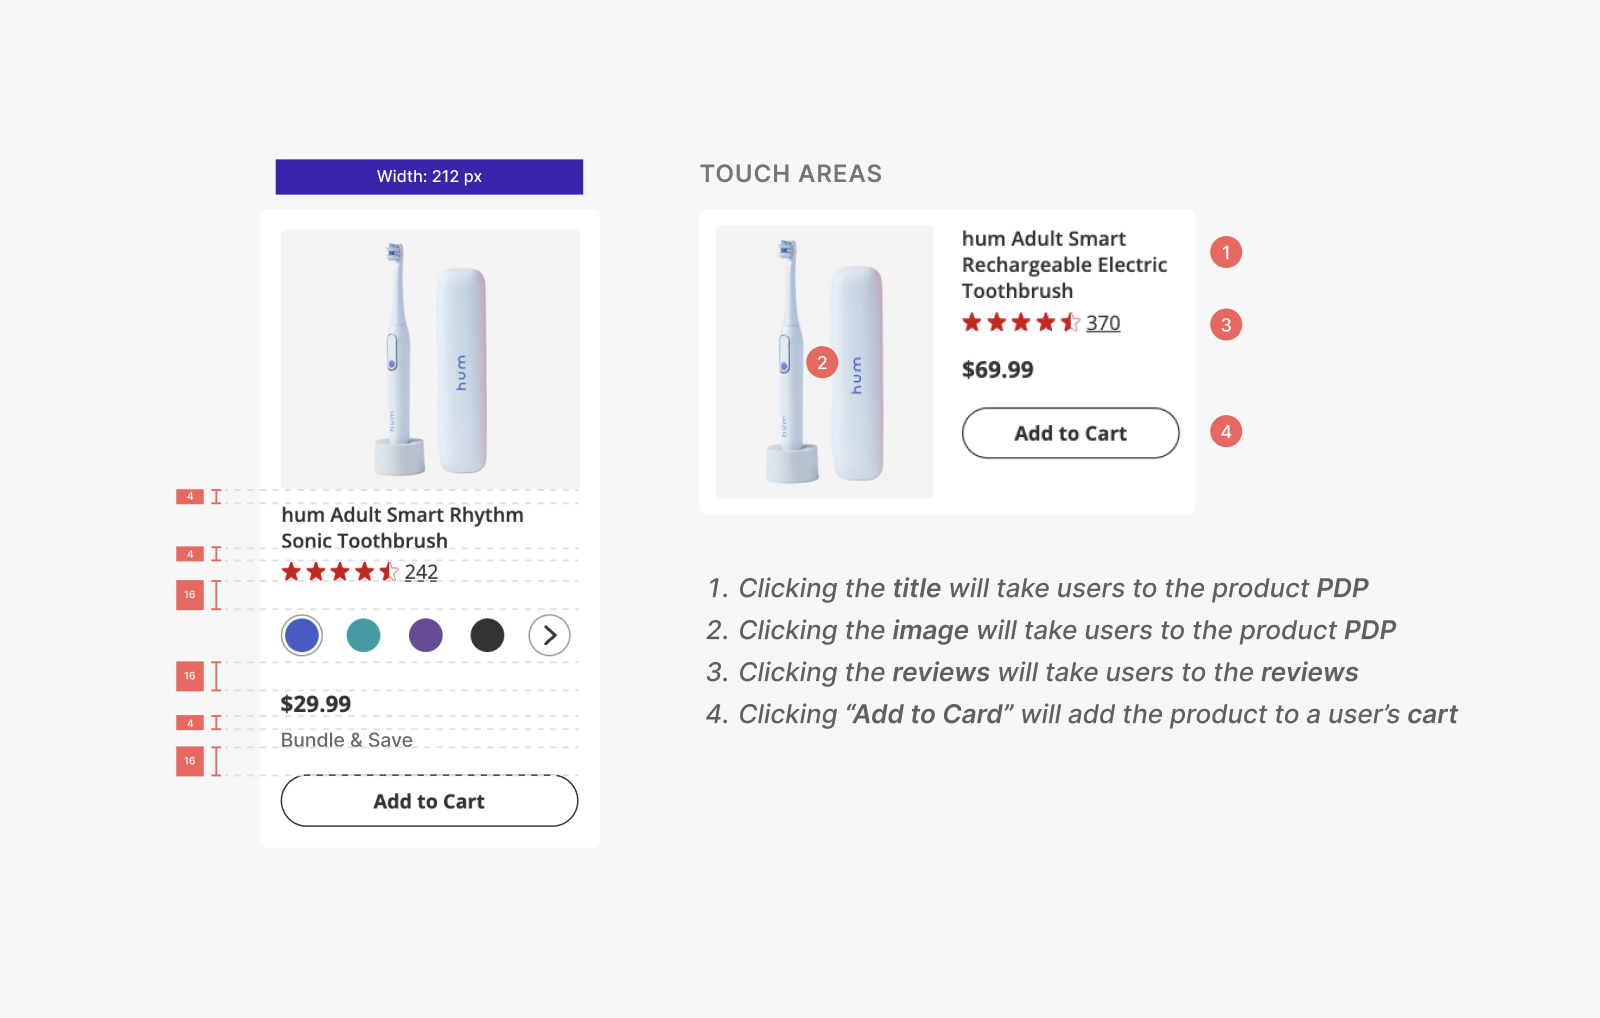 Width: 212 px
hum
hum
4
hum Adult Smart Rhythm
Sonic Toothbrush
4
242
16
16
$29.99
4
Bundle & Save
16
Add to Cart
TOUCH AREAS
hum
hum
2
hum Adult Smart
Rechargeable Electric
Toothbrush
1
370
3
$69.99
Add to Cart
4
1. Clicking the title will take users to the product PDP
2. Clicking the image will take users to the product PDP
3. Clicking the reviews will take users to the reviews
4. Clicking “Add to Card” will add the product to a user’s cart